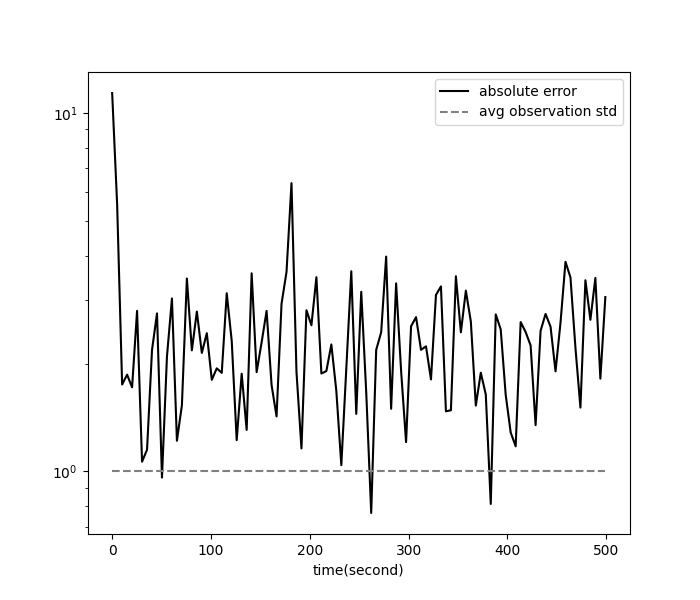 absolute error
avg observation std
10¹
10⁰
0 100 200 300 400 500
time(second)